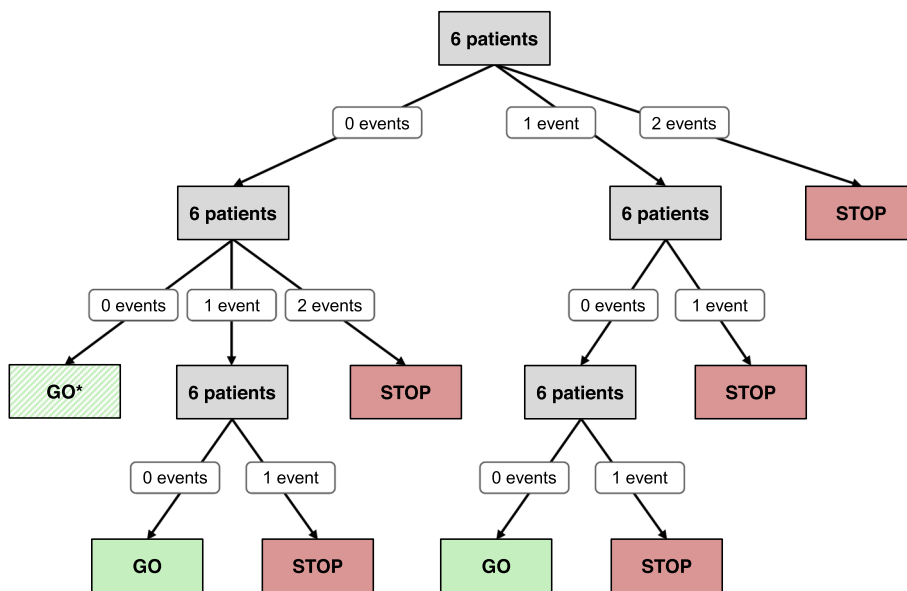 6 patients
0 events
1 event
2 events
6 patients
6 patients
STOP
0 events
1 event
2 events
0 events
1 event
GO*
6 patients
STOP
6 patients
STOP
0 events
1 event
0 events
1 event
GO
STOP
GO
STOP